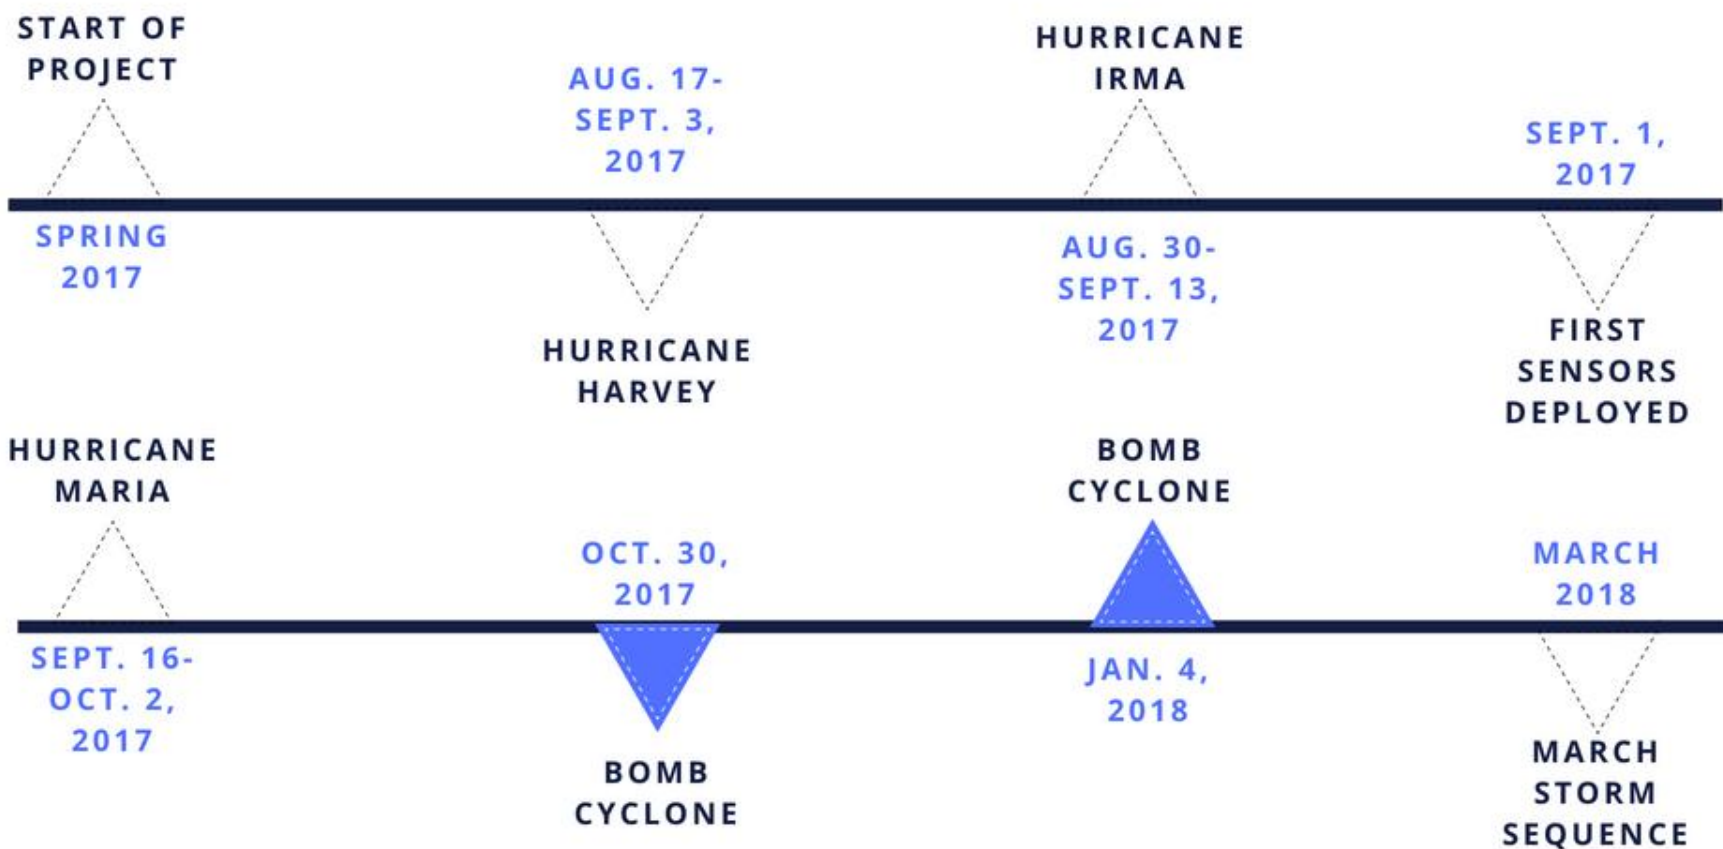 START OF
PROJECT
SPRING
2017
AUG. 17-
SEPT. 3,
2017
HURRICANE
HARVEY
HURRICANE
IRMA
AUG. 30-
SEPT. 13,
2017
SEPT. 1,
2017
FIRST
SENSORS
DEPLOYED
HURRICANE
MARIA
SEPT. 16-
OCT. 2,
2017
OCT. 30,
2017
BOMB
CYCLONE
BOMB
CYCLONE
JAN. 4,
2018
MARCH
2018
MARCH
STORM
SEQUENCE